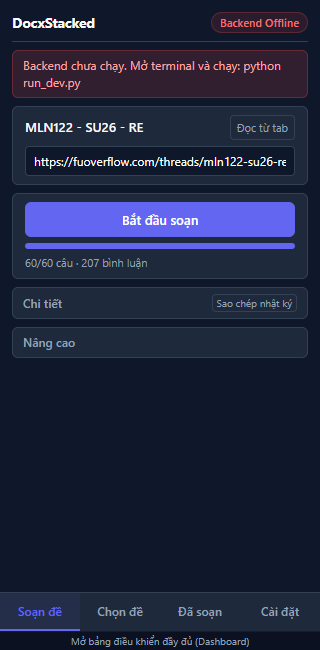 DocxStacked
Backend Offline
Backend chưa chạy. Mở terminal và chạy: python
run_dev.py
MLN122 - SU26 - RE
Đọc từ tab
https://fuoverflow.com/threads/mln122-su26-re
Bắt đầu soạn
60/60 câu · 207 bình luận
Chi tiết
Sao chép nhật ký
Nâng cao
Soạn đề
Chọn đề
Đã soạn
Cài đặt
Mở bảng điều khiển đầy đủ (Dashboard)